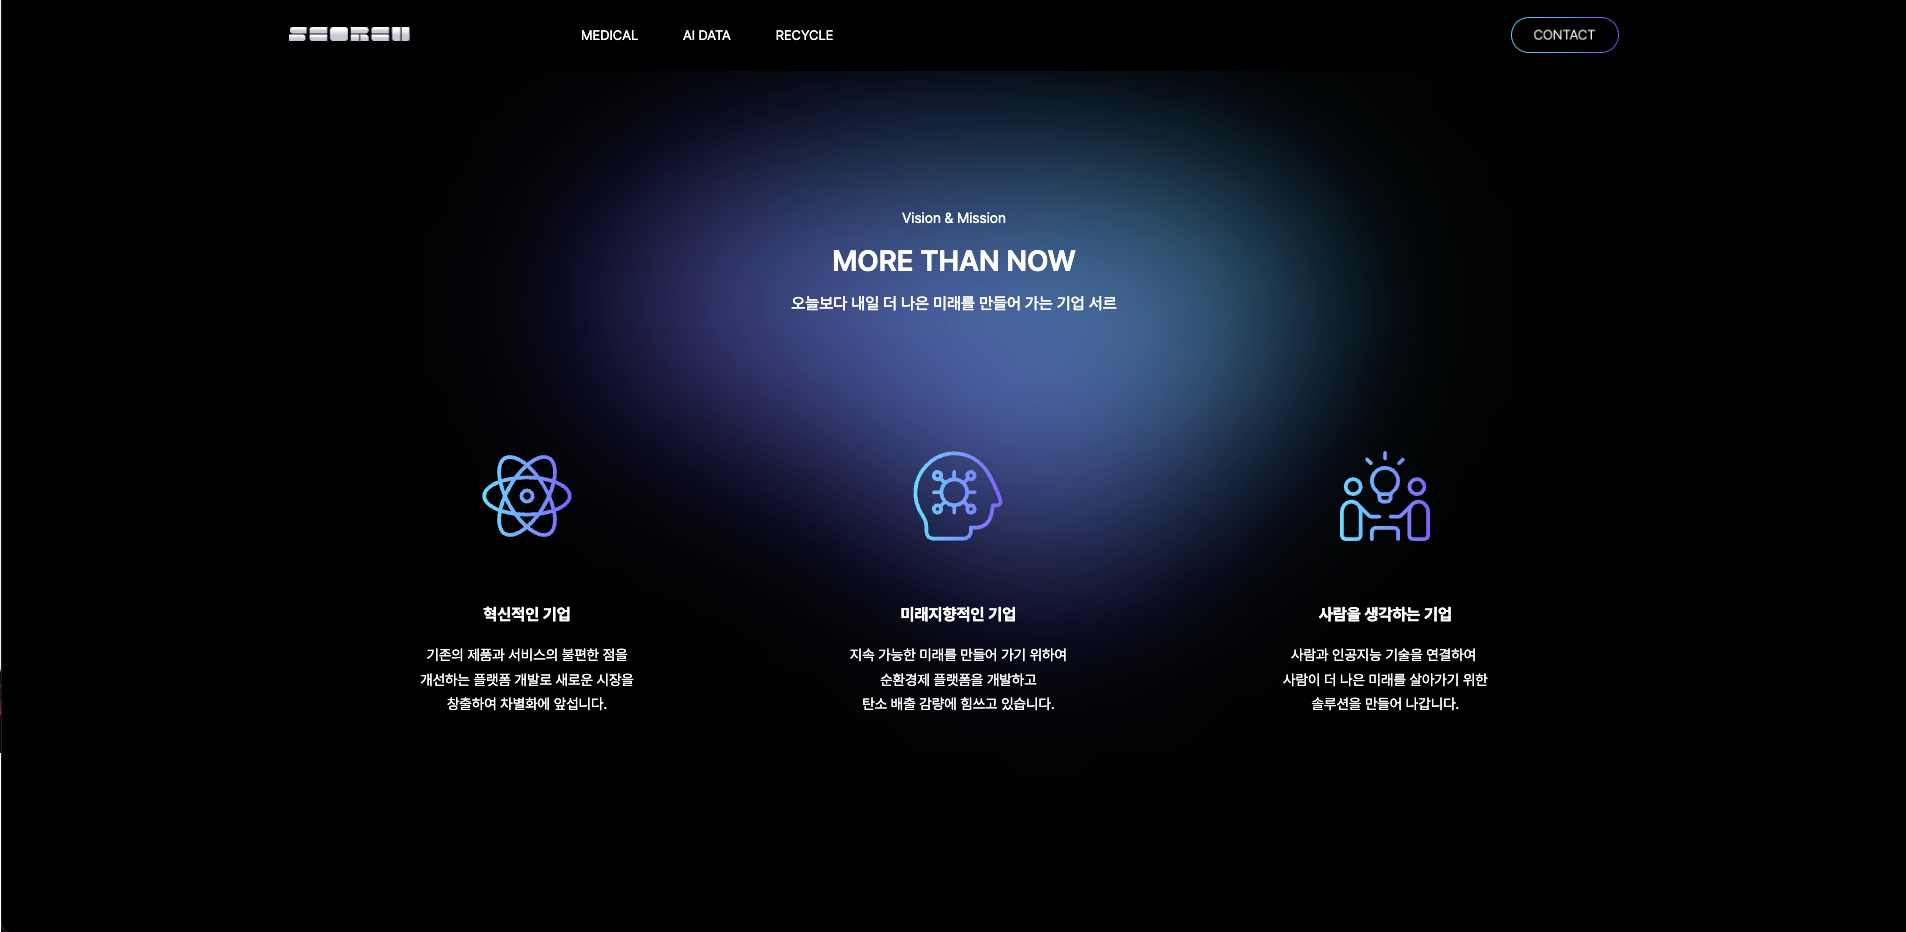 SEOREU
MEDICAL
AI DATA
RECYCLE
CONTACT
Vision & Mission
MORE THAN NOW
오늘보다 내일 더 나은 미래를 만들어 가는 기업 서르
혁신적인 기업
기존의 제품과 서비스의 불편한 점을
개선하는 플랫폼 개발로 새로운 시장을
창출하여 차별화에 앞섭니다.
미래지향적인 기업
지속 가능한 미래를 만들어 가기 위하여
순환경제 플랫폼을 개발하고
탄소 배출 감량에 힘쓰고 있습니다.
사람을 생각하는 기업
사람과 인공지능 기술을 연결하여
사람이 더 나은 미래를 살아가기 위한
솔루션을 만들어 나갑니다.